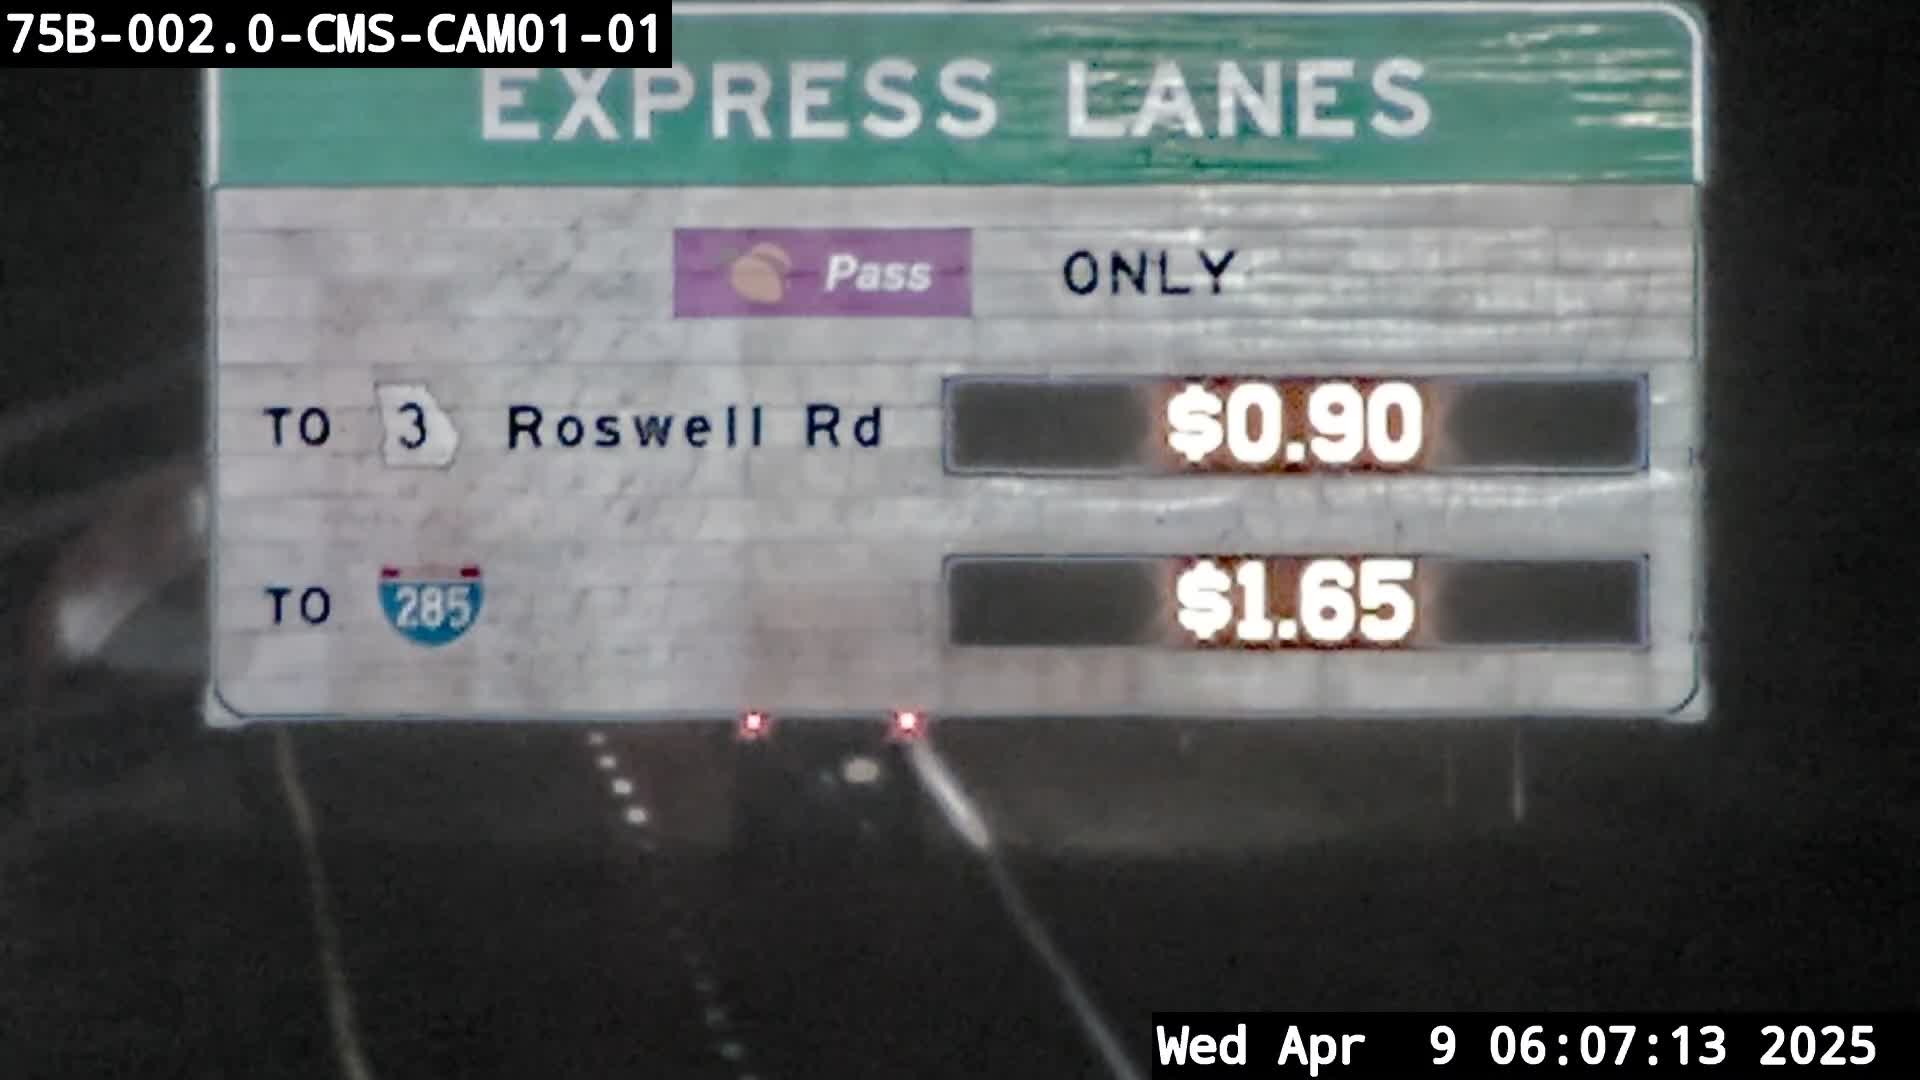 75B-002.0-CMS-CAM01-01
EXPRESS LANES
Pass ONLY
TO 3 Roswell Rd $0.90
TO 285 $1.65
Wed Apr 9 06:07:13 2025